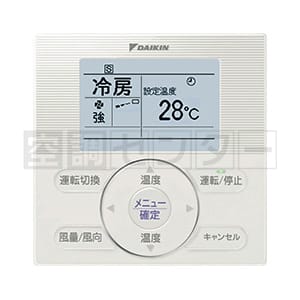 DAIKIN
S
冷房
設定温度
強
28℃
空調センター
運転切換
温度
運転/停止
メニュー
確定
風量/風向
温度
キャンセル